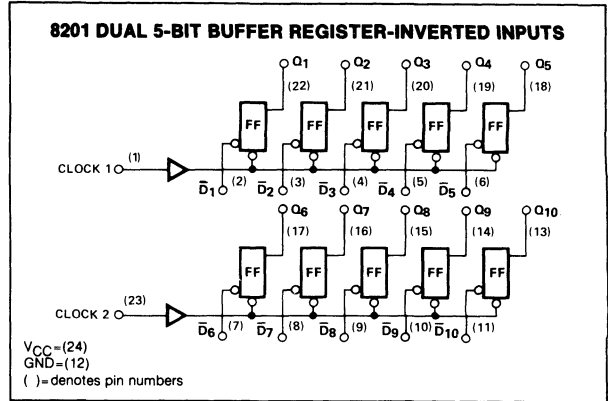 8201 DUAL 5-BIT BUFFER REGISTER-INVERTED INPUTS
Q1 Q2 Q3 Q4 Q5
(22) (21) (20) (19) (18)
FF FF FF FF FF
CLOCK 1 (1)
D̅1 (2) D̅2 (3) D̅3 (4) D̅4 (5) D̅5 (6)
Q6 Q7 Q8 Q9 Q10
(17) (16) (15) (14) (13)
FF FF FF FF FF
CLOCK 2 (23)
D̅6 (7) D̅7 (8) D̅8 (9) D̅9 (10) D̅10 (11)
VCC=(24)
GND=(12)
( )=denotes pin numbers